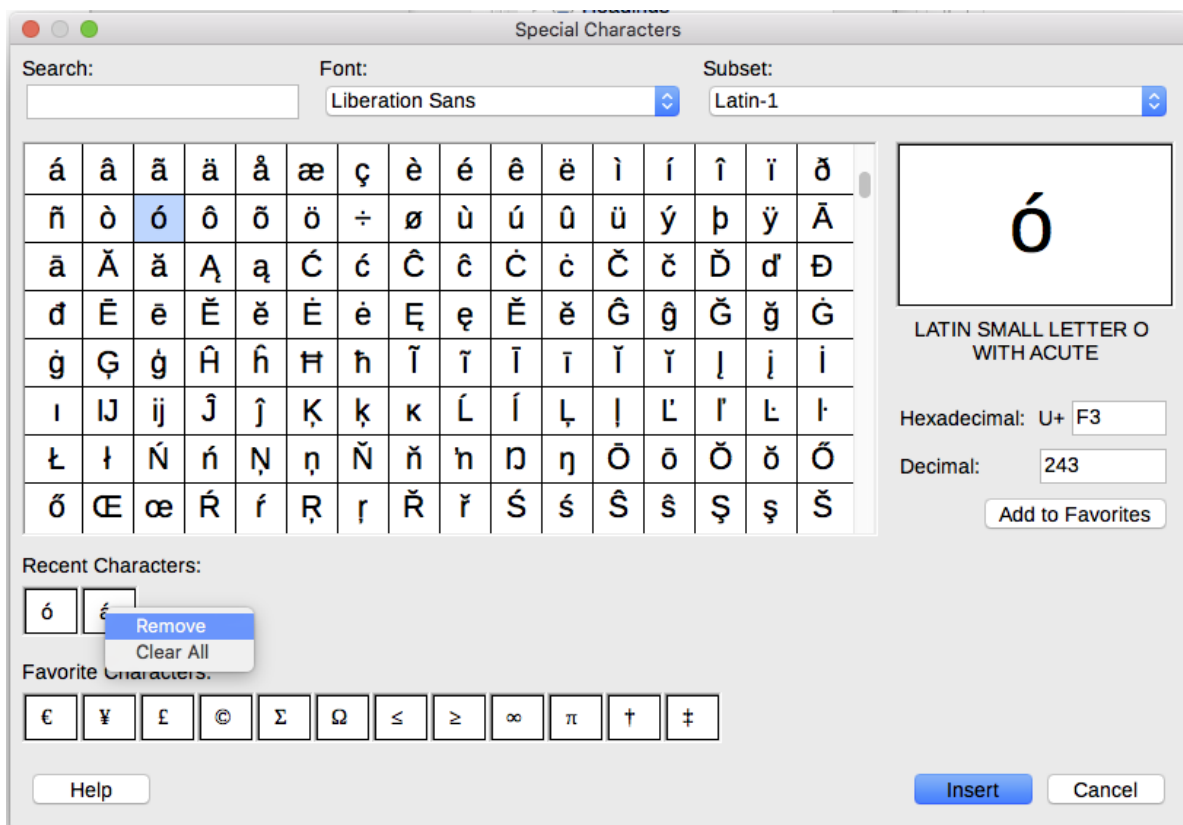 Special Characters
Search: Font: Subset:
Liberation Sans Latin-1
á â ã ä å æ ç è é ê ë ì í î ï ð
ñ ò ó ô õ ö ÷ ø ù ú û ü ý þ ÿ Ā
ā Ă ă Ą ą Ć ć Ĉ ĉ Ċ ċ Č č Ď ď Đ
đ Ē ē Ĕ ĕ Ė ė Ę ę Ě ě Ĝ ĝ Ğ ğ Ġ
ġ Ģ ģ Ĥ ĥ Ħ ħ Ĩ ĩ Ī ī Ĭ ĭ Į į İ
ı IJ ij Ĵ ĵ Ķ ķ ĸ Ĺ ĺ Ļ ļ Ľ ľ Ŀ ŀ
Ł ł Ń ń Ņ ņ Ň ň ŉ Ŋ ŋ Ō ō Ŏ ŏ Ő
ő Œ œ Ŕ ŕ Ŗ ŗ Ř ř Ś ś Ŝ ŝ Ş ş Š
ó
LATIN SMALL LETTER O
WITH ACUTE
Hexadecimal: U+ F3
Decimal: 243
Add to Favorites
Recent Characters:
ó á
Remove
Clear All
Favorite Characters:
€ ¥ £ © Σ Ω ≤ ≥ ∞ π † ‡
Help Insert Cancel